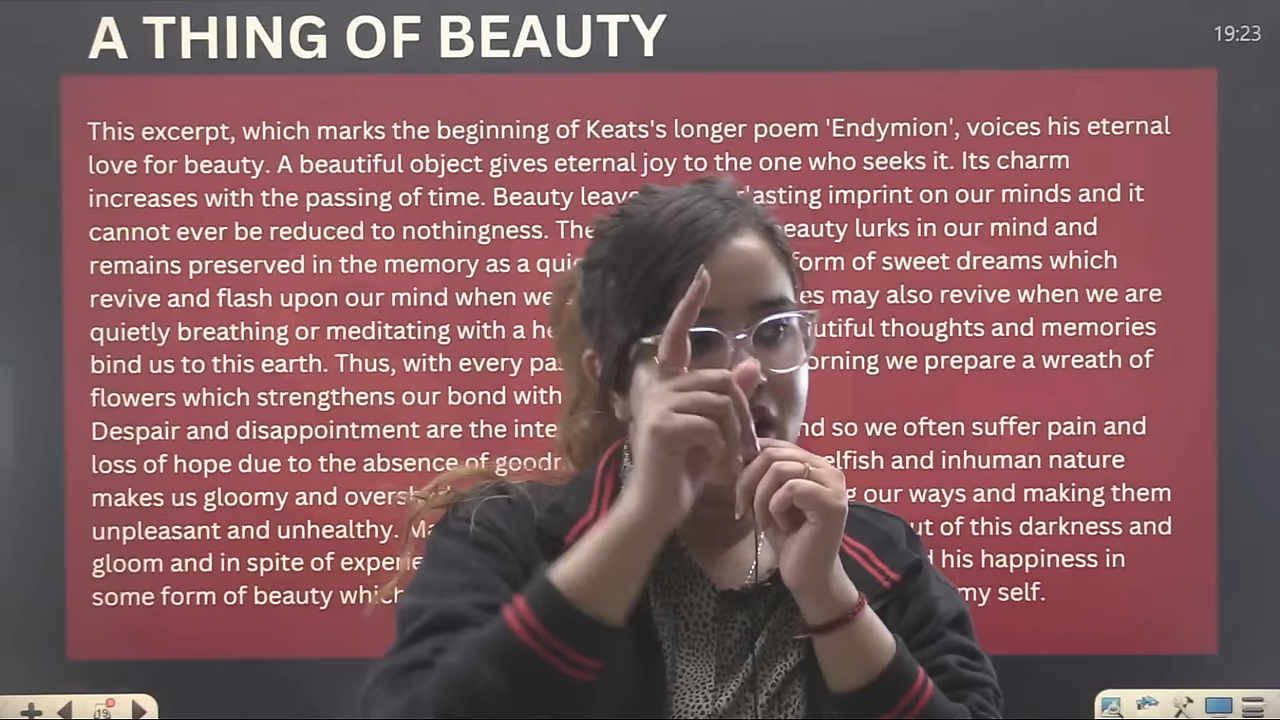 A THING OF BEAUTY
19:23
This excerpt, which marks the beginning of Keats's longer poem 'Endymion', voices his eternal
love for beauty. A beautiful object gives eternal joy to the one who seeks it. Its charm
increases with the passing of time. Beauty imprint on our minds and it
cannot ever be reduced to nothingness. lurks in our mind and
remains preserved in the memory as a form of sweet dreams which
revive and flash upon our mind when we may also revive when we are
quietly breathing or meditating with a thoughts and memories
bind us to this earth. Thus, with every we prepare a wreath of
flowers which strengthens our bond with
Despair and disappointment are the so we often suffer pain and
loss of hope due to the absence of and inhuman nature
makes us gloomy and our ways and making them
unpleasant and unhealthy. of this darkness and
gloom and in spite of his happiness in
some form of beauty self.
19